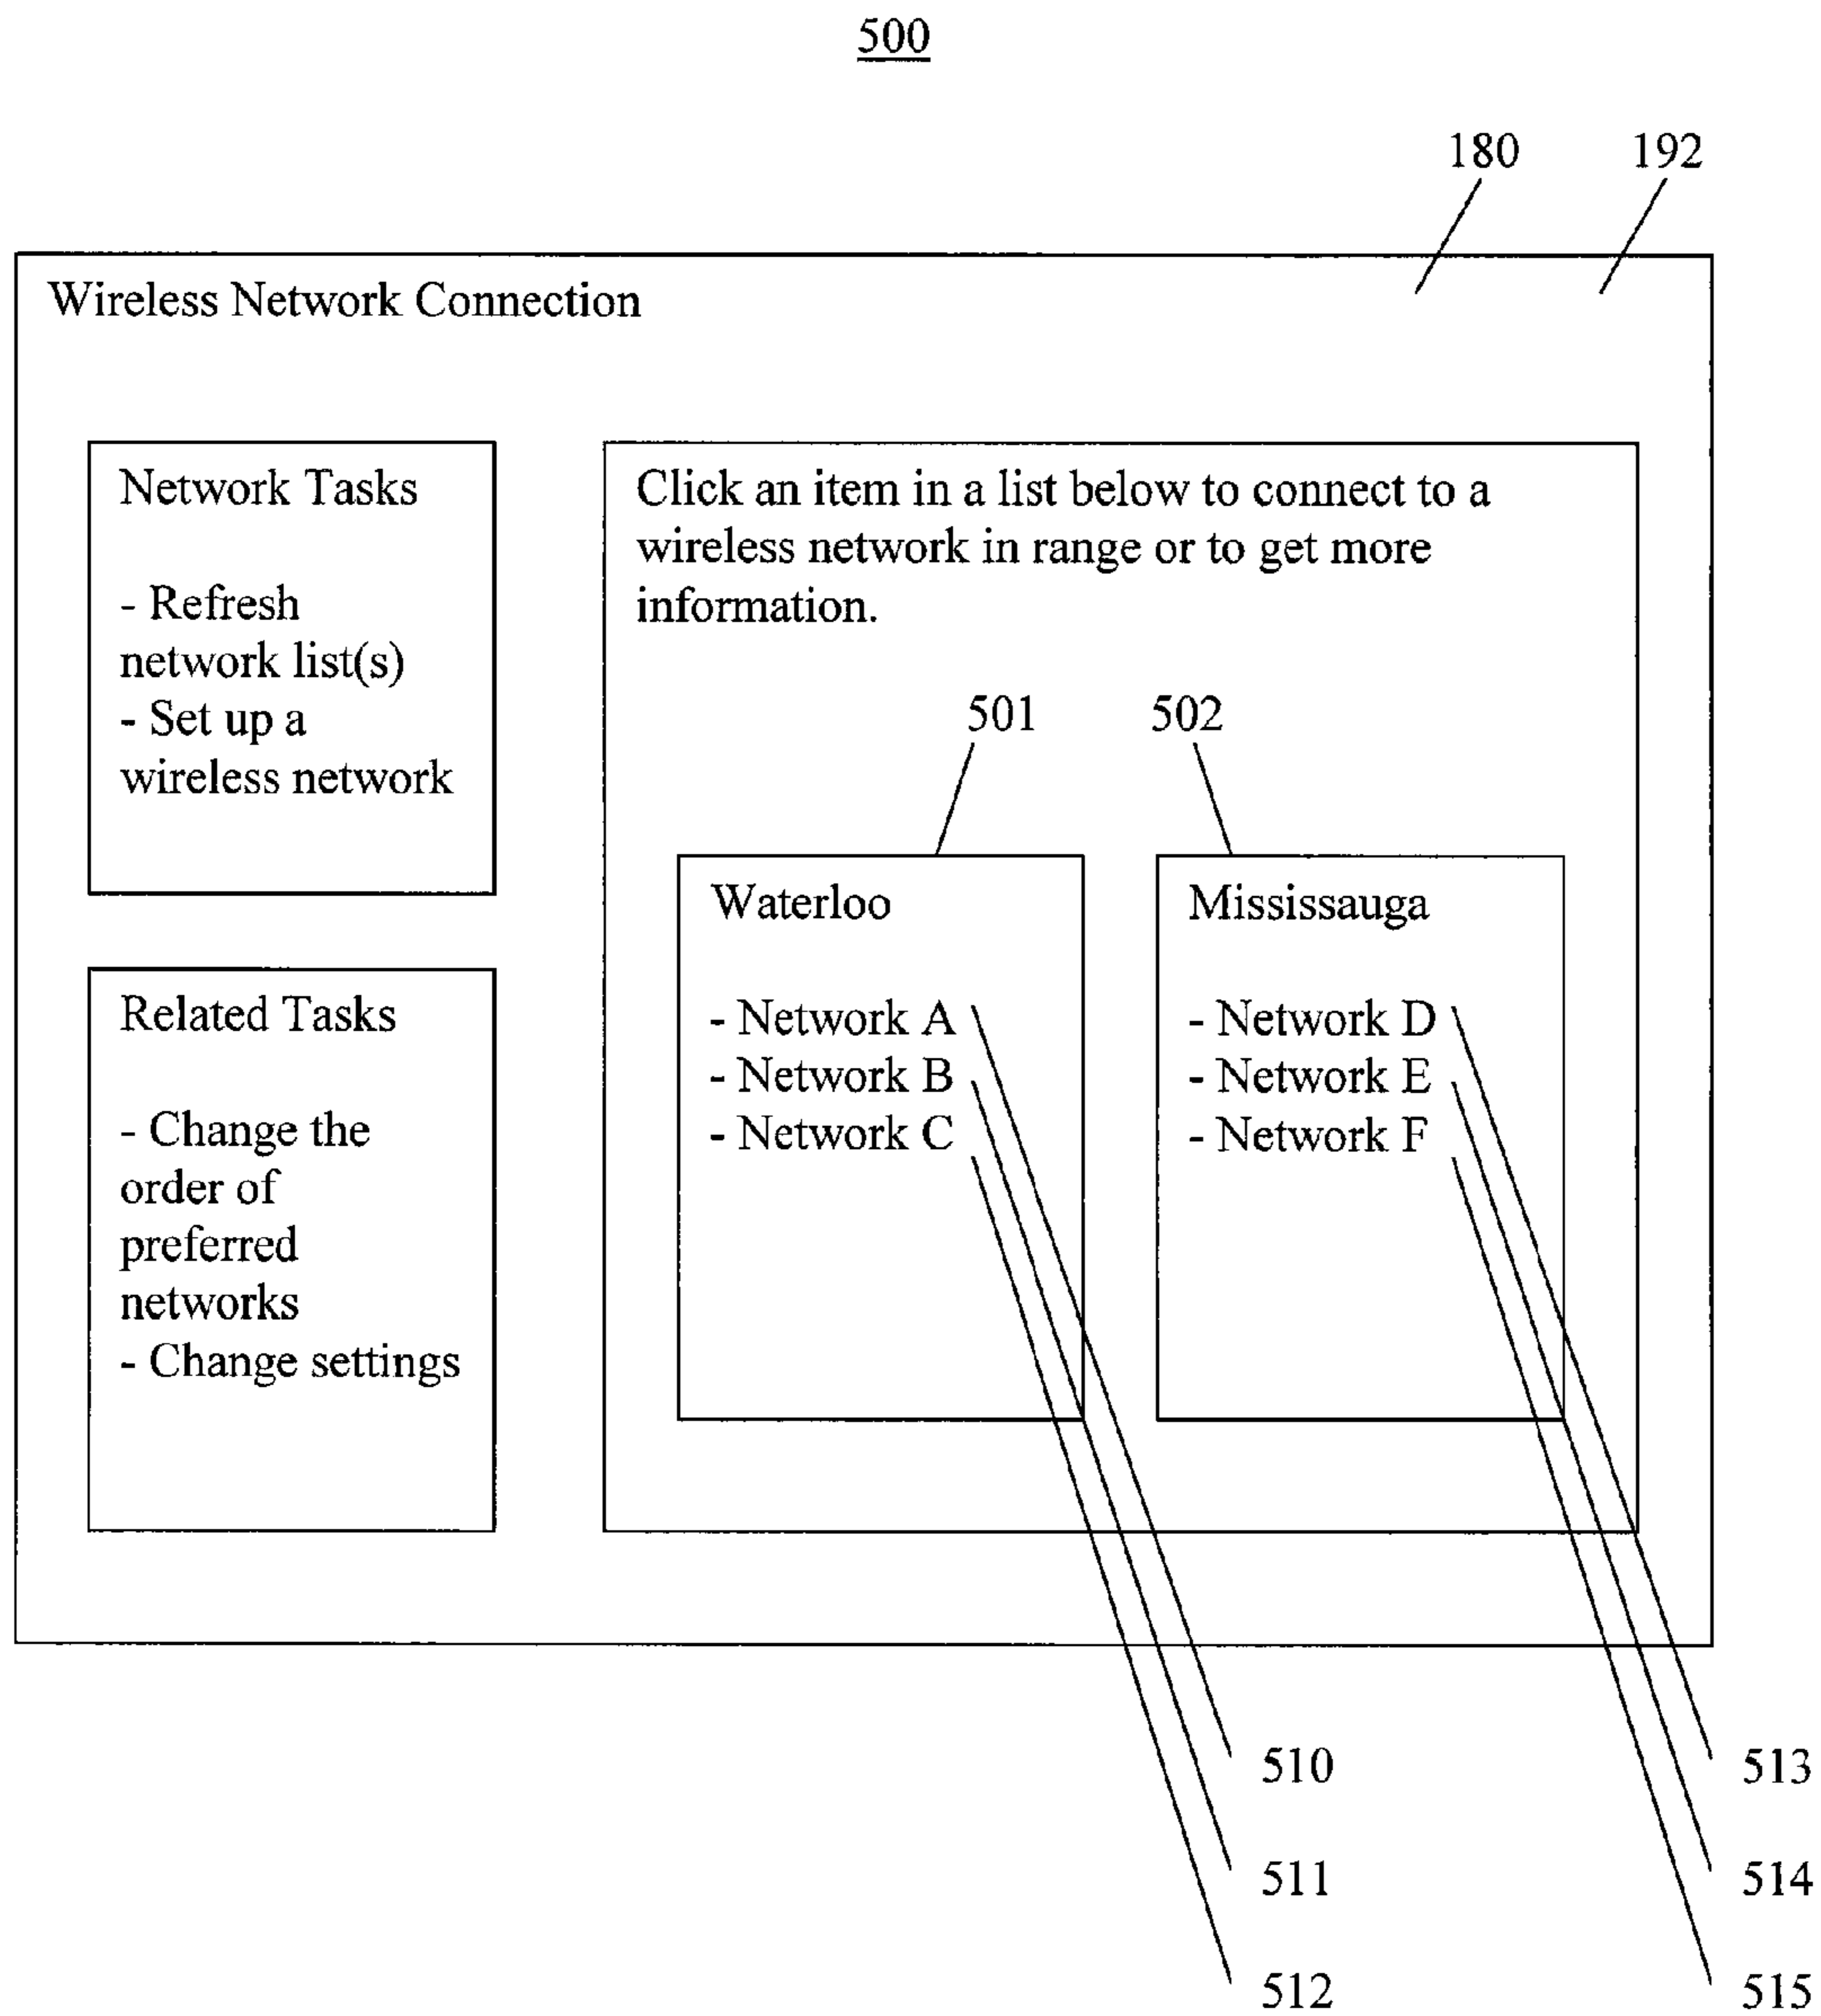 500
180
192
Wireless Network Connection
Network Tasks
- Refresh
network list(s)
- Set up a
wireless network
Related Tasks
- Change the
order of
preferred
networks
- Change settings
Click an item in a list below to connect to a
wireless network in range or to get more
information.
501
502
Waterloo
- Network A
- Network B
- Network C
Mississauga
- Network D
- Network E
- Network F
510
511
512
513
514
515